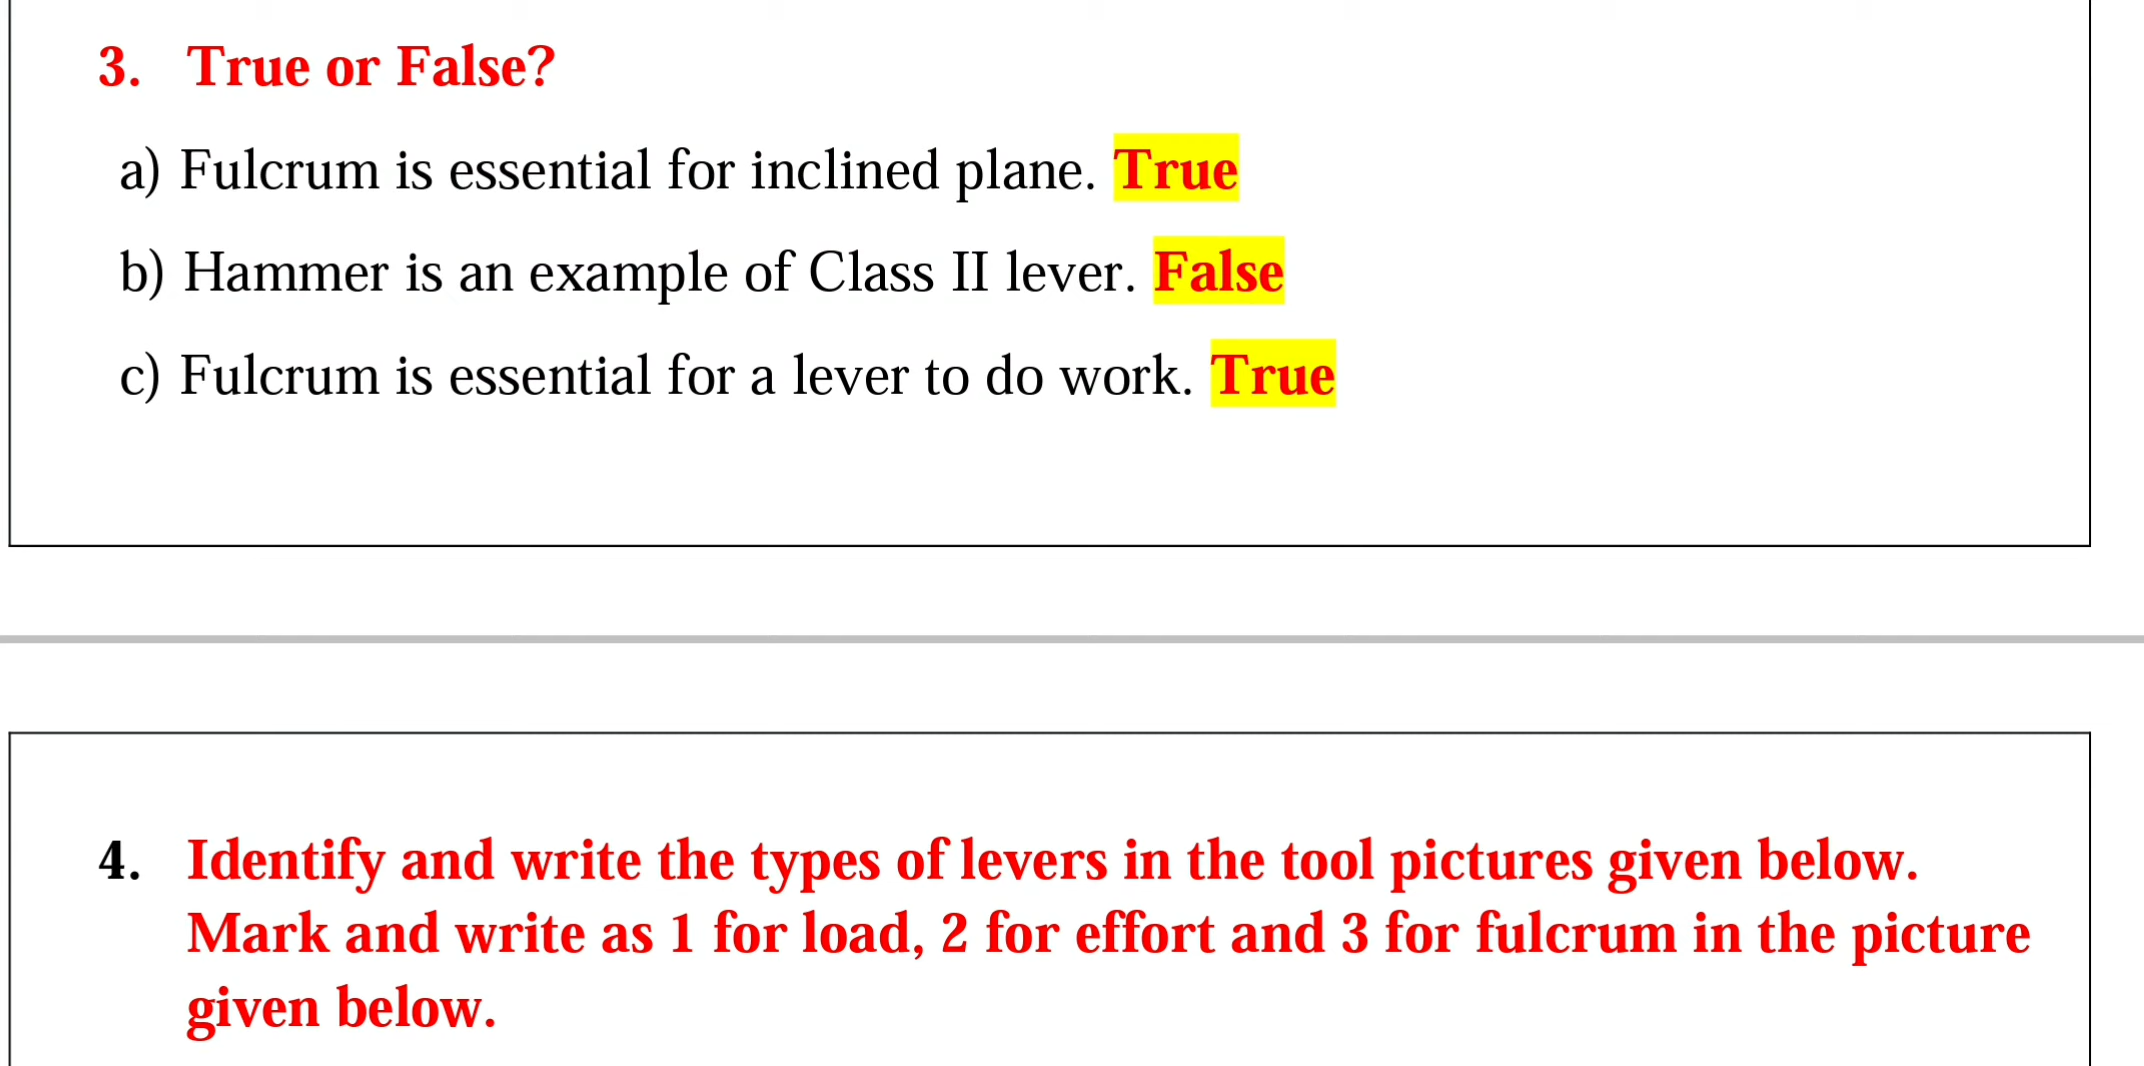 3. True or False?
a) Fulcrum is essential for inclined plane. True
b) Hammer is an example of Class II lever. False
c) Fulcrum is essential for a lever to do work. True
4. Identify and write the types of levers in the tool pictures given below.
Mark and write as 1 for load, 2 for effort and 3 for fulcrum in the picture
given below.